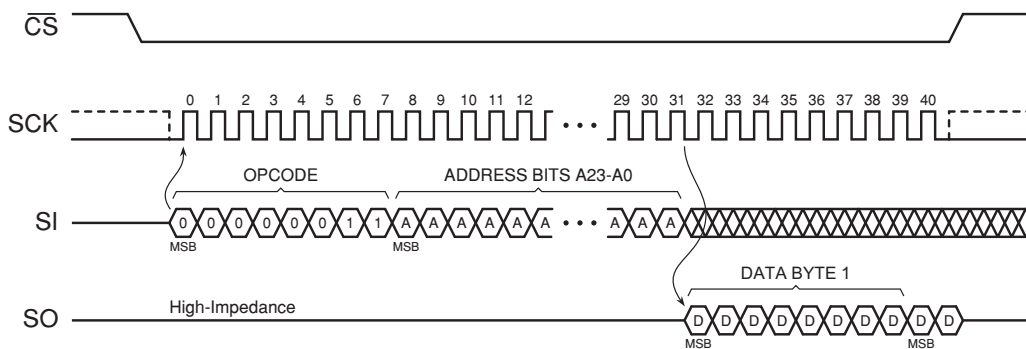 CS
0 1 2 3 4 5 6 7 8 9 10 11 12 29 30 31 32 33 34 35 36 37 38 39 40
SCK
OPCODE ADDRESS BITS A23-A0
SI 0 0 0 0 0 0 1 1 A A A A A A A A A
MSB MSB
DATA BYTE 1
High-Impedance
SO D D D D D D D D D D
MSB MSB